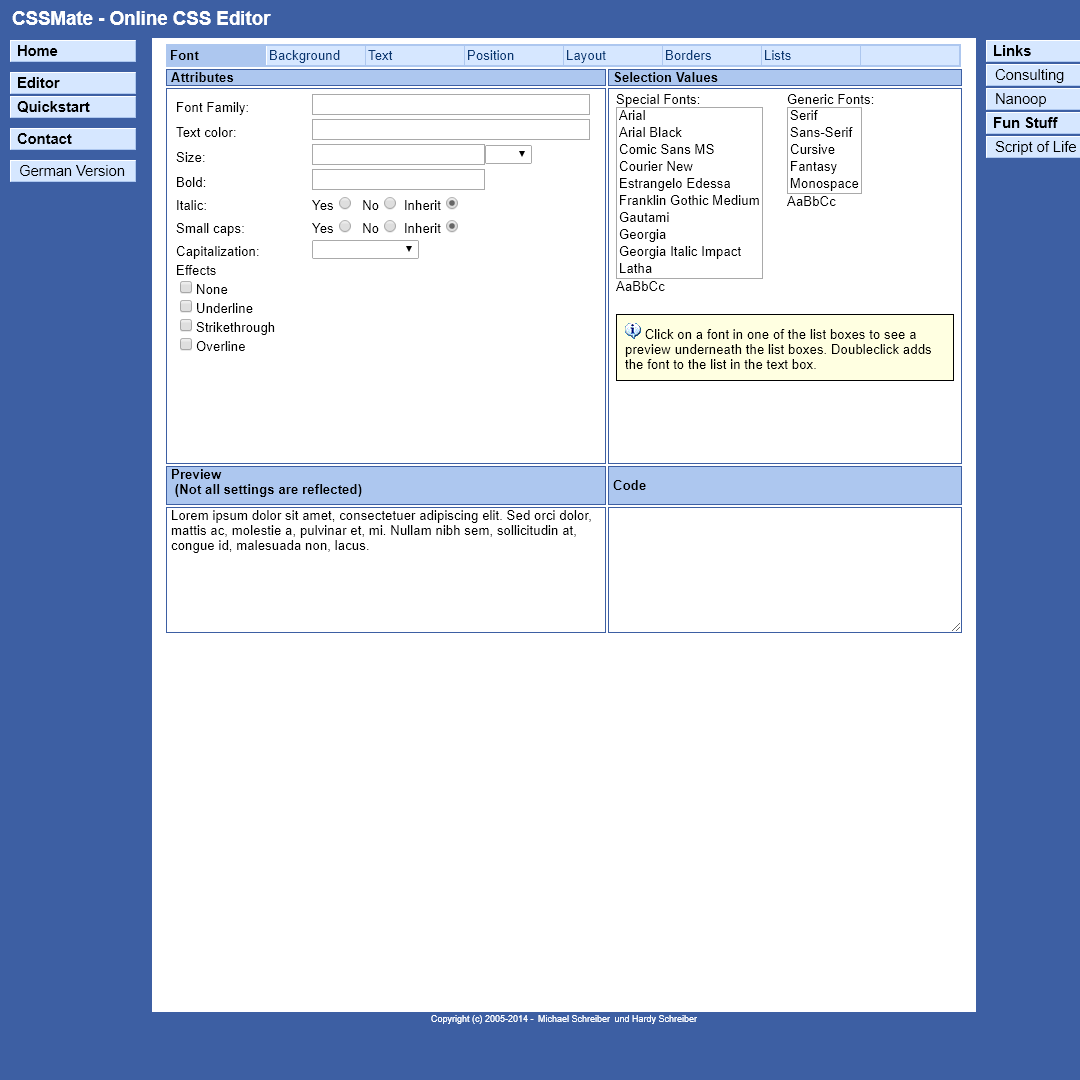 CSSMate - Online CSS Editor
Home
Editor
Quickstart
Contact
German Version
Font Background Text Position Layout Borders Lists
Attributes
Font Family:
Text color:
Size:
Bold:
Italic: Yes No Inherit
Small caps: Yes No Inherit
Capitalization:
Effects
None
Underline
Strikethrough
Overline
Selection Values
Special Fonts:
Arial
Arial Black
Comic Sans MS
Courier New
Estrangelo Edessa
Franklin Gothic Medium
Gautami
Georgia
Georgia Italic Impact
Latha
AaBbCc
Generic Fonts:
Serif
Sans-Serif
Cursive
Fantasy
Monospace
AaBbCc
Click on a font in one of the list boxes to see a
preview underneath the list boxes. Doubleclick adds
the font to the list in the text box.
Preview
(Not all settings are reflected)
Lorem ipsum dolor sit amet, consectetuer adipiscing elit. Sed orci dolor,
mattis ac, molestie a, pulvinar et, mi. Nullam nibh sem, sollicitudin at,
congue id, malesuada non, lacus.
Code
Links
Consulting
Nanoop
Fun Stuff
Script of Life
Copyright (c) 2005-2014 - Michael Schreiber und Hardy Schreiber